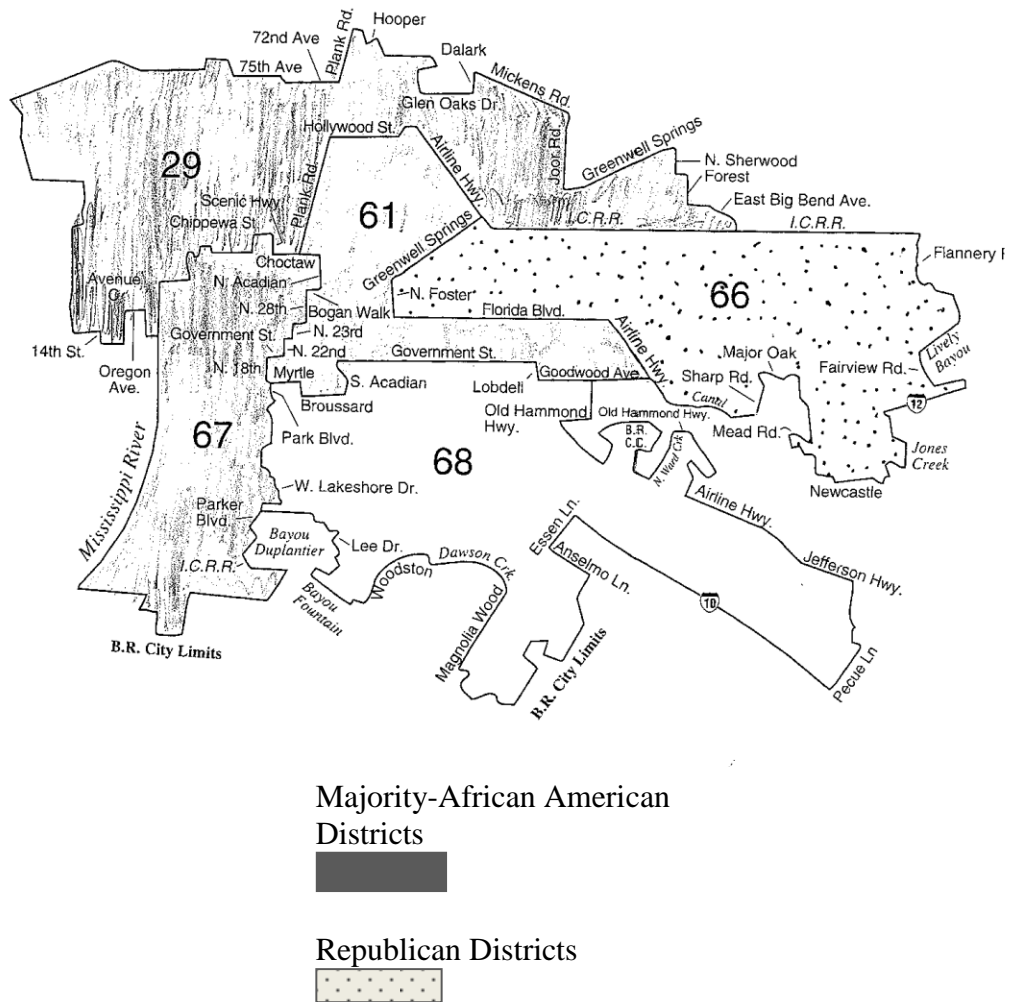 Hooper
72nd Ave
Plank Rd.
75th Ave
Dalark
Mickens Rd.
Glen Oaks Dr.
Hollywood St.
Airline Hwy.
Joor Rd.
Greenwell Springs
N. Sherwood
Forest
29
Plank Rd.
Scenic Hwy.
61
East Big Bend Ave.
Chippewa St.
I.C.R.R.
I.C.R.R.
Greenwell Springs
Flannery
Choctaw
N. Acadian
Avenue
G
N. Foster
66
N. 28th
Bogan Walk
Florida Blvd.
Government St.
N. 23rd
Airline Hwy.
Lively
Bayou
14th St.
N. 22nd
Government St.
Major Oak
Oregon
Ave.
N. 18th
Myrtle
Goodwood Ave.
Sharp Rd.
Fairview Rd.
S. Acadian
Lobdell
Canal
12
Broussard
Old Hammond
Hwy.
Old Hammond Hwy.
Mississippi River
67
Park Blvd.
B.R.
C.C.
N. Ward Crk
Mead Rd.
Jones
Creek
68
W. Lakeshore Dr.
Newcastle
Parker
Blvd.
Airline Hwy.
Bayou
Duplantier
Lee Dr.
Essen Ln.
I.C.R.R.
Woodston
Dawson Crk
Anselmo Ln.
Jefferson Hwy.
Bayou
Fountain
10
Magnolia Wood
B.R. City Limits
B.R. City Limits
Pecue Ln
Majority-African American
Districts
Republican Districts